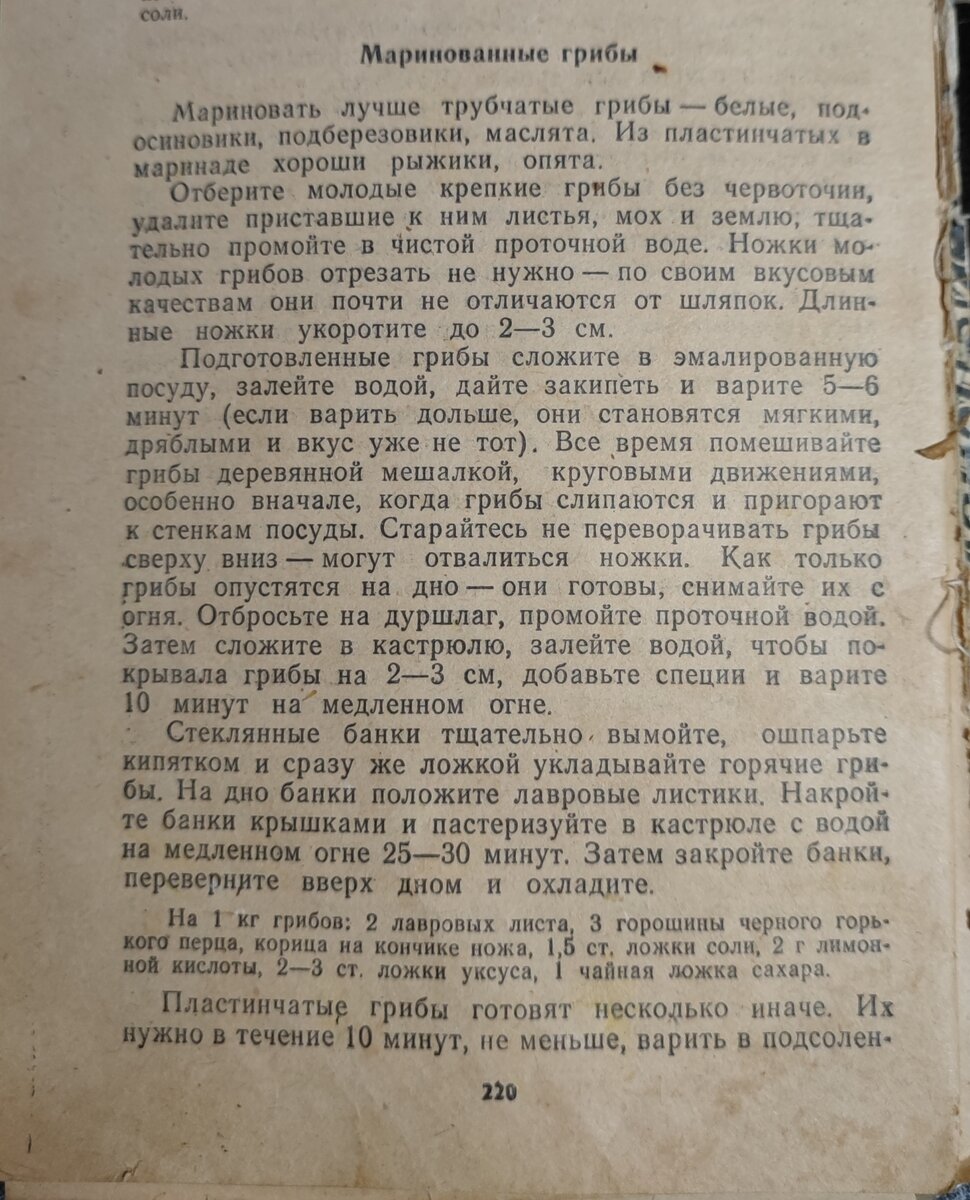 соли.
Маринованные грибы
Мариновать лучше трубчатые грибы — белые, под-
осиновики, подберезовики, маслята. Из пластинчатых в
маринаде хороши рыжики, опята.
Отберите молодые крепкие грибы без червоточин,
удалите приставшие к ним листья, мох и землю, тща-
тельно промойте в чистой проточной воде. Ножки мо-
лодых грибов отрезать не нужно — по своим вкусовым
качествам они почти не отличаются от шляпок. Длин-
ные ножки укоротите до 2—3 см.
Подготовленные грибы сложите в эмалированную
посуду, залейте водой, дайте закипеть и варите 5—6
минут (если варить дольше, они становятся мягкими,
дряблыми и вкус уже не тот). Все время помешивайте
грибы деревянной мешалкой, круговыми движениями,
особенно вначале, когда грибы слипаются и пригорают
к стенкам посуды. Старайтесь не переворачивать грибы
сверху вниз — могут отвалиться ножки. Как только
грибы опустятся на дно — они готовы, снимайте их с
огня. Отбросьте на дуршлаг, промойте проточной водой.
Затем сложите в кастрюлю, залейте водой, чтобы по-
крывала грибы на 2—3 см, добавьте специи и варите
10 минут на медленном огне.
Стеклянные банки тщательно вымойте, ошпарьте
кипятком и сразу же ложкой укладывайте горячие гри-
бы. На дно банки положите лавровые листики. Накрой-
те банки крышками и пастеризуйте в кастрюле с водой
на медленном огне 25—30 минут. Затем закройте банки,
переверните вверх дном и охладите.
На 1 кг грибов: 2 лавровых листа, 3 горошины черного горь-
кого перца, корица на кончике ножа, 1,5 ст. ложки соли, 2 г лимон-
ной кислоты, 2—3 ст. ложки уксуса, 1 чайная ложка сахара.
Пластинчатые грибы готовят несколько иначе. Их
нужно в течение 10 минут, не меньше, варить в подсолен-
220